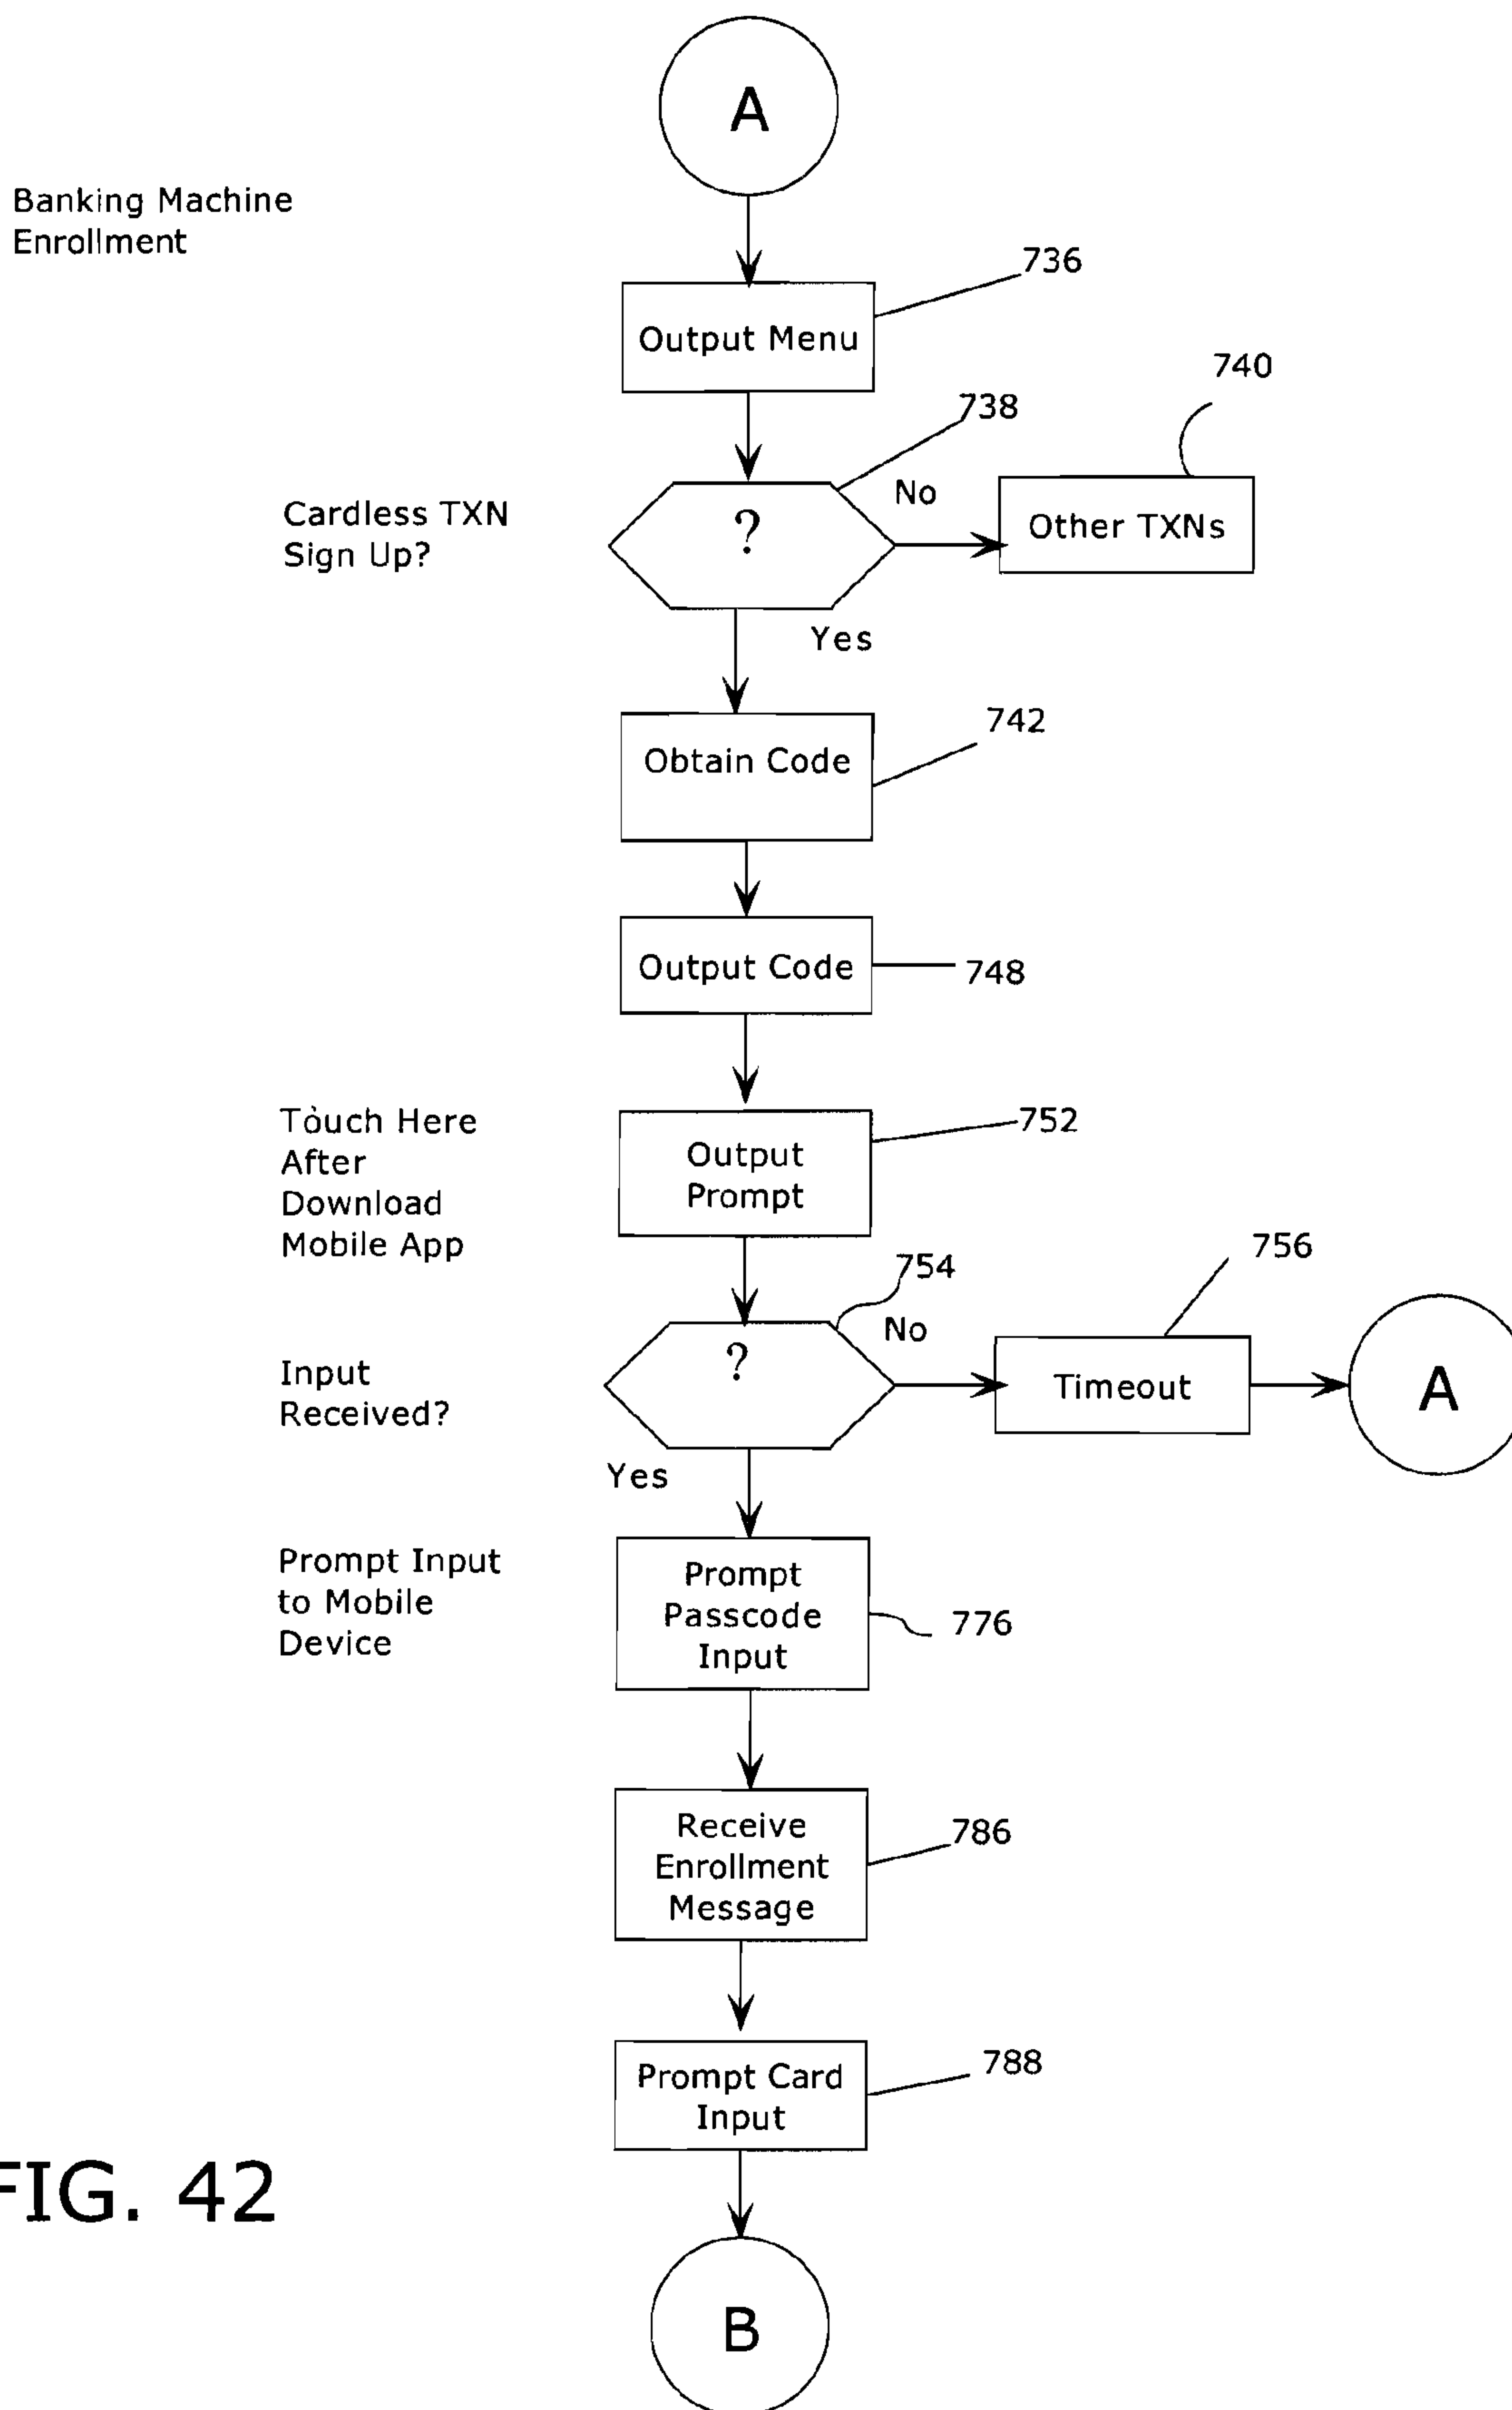 A
Banking Machine
Enrollment
736
Output Menu
740
738
No
Cardless TXN
Sign Up?
?
Other TXNs
Yes
742
Obtain Code
Output Code
748
Touch Here
After
Download
Mobile App
752
Output
Prompt
754
756
No
Input
Received?
?
Timeout
A
Yes
Prompt Input
to Mobile
Device
Prompt
Passcode
Input
776
Receive
Enrollment
Message
786
Prompt Card
Input
788
FIG. 42
B